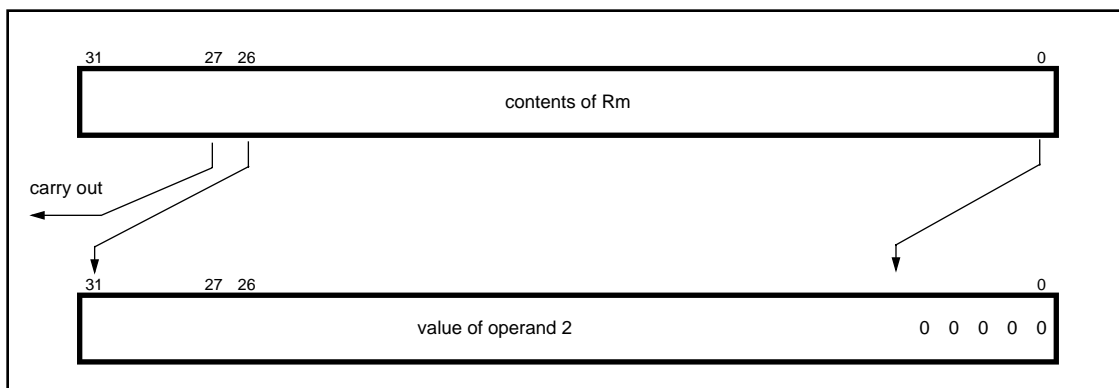 31 27 26 0
contents of Rm
carry out
31 27 26 0
value of operand 2 0 0 0 0 0